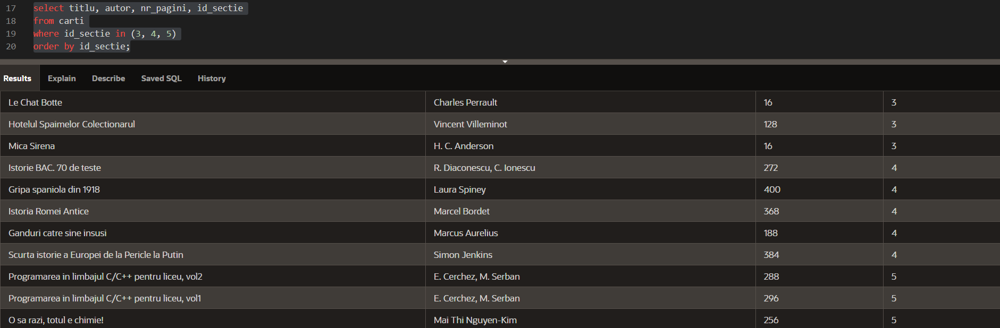 17 select titlu, autor, nr_pagini, id_sectie
18 from carti
19 where id_sectie in (3, 4, 5)
20 order by id_sectie;
Results Explain Describe Saved SQL History
Le Chat Botte Charles Perrault 16 3
Hotelul Spaimelor Colectionarul Vincent Villeminot 128 3
Mica Sirena H. C. Anderson 16 3
Istorie BAC. 70 de teste R. Diaconescu, C. Ionescu 272 4
Gripa spaniola din 1918 Laura Spiney 400 4
Istoria Romei Antice Marcel Bordet 368 4
Ganduri catre sine insusi Marcus Aurelius 188 4
Scurta istorie a Europei de la Pericle la Putin Simon Jenkins 384 4
Programarea in limbajul C/C++ pentru liceu, vol2 E. Cerchez, M. Serban 288 5
Programarea in limbajul C/C++ pentru liceu, vol1 E. Cerchez, M. Serban 296 5
O sa razi, totul e chimie! Mai Thi Nguyen-Kim 256 5